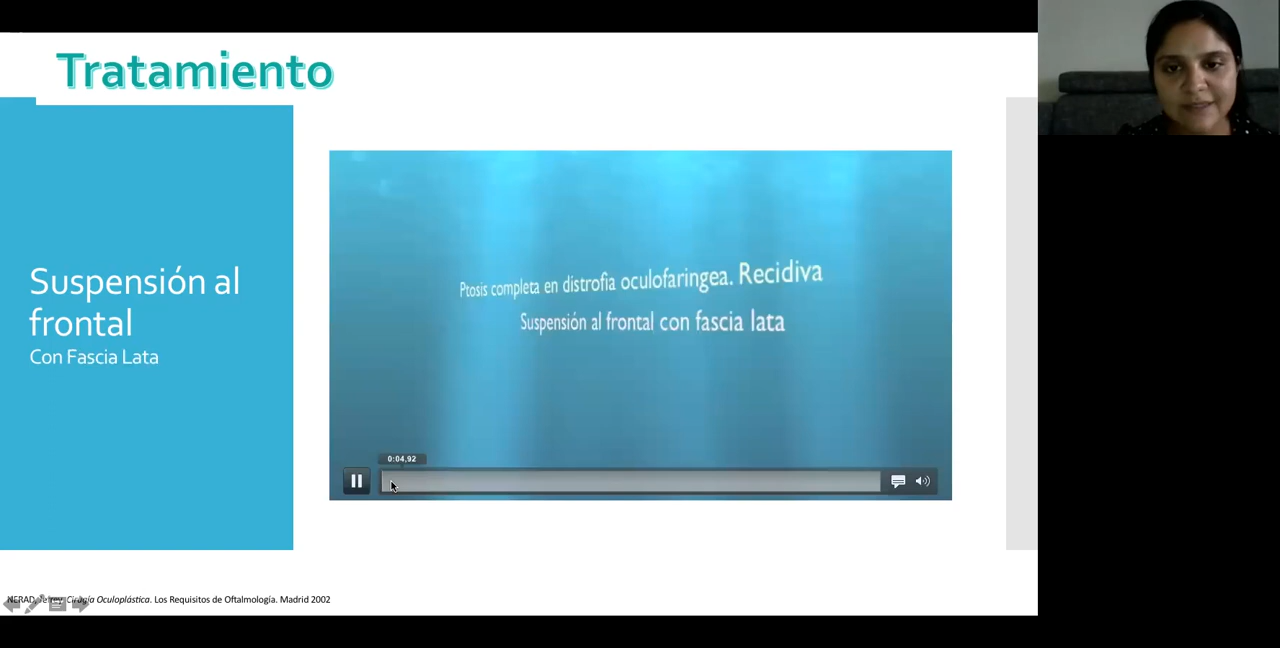 Tratamiento
Suspensión al
frontal
Con Fascia Lata
Ptosis completa en distrofia oculofaringea. Recidiva
Suspensión al frontal con fascia lata
0:04,92
Cirugía Oculoplástica. Los Requisitos de Oftalmología. Madrid 2002